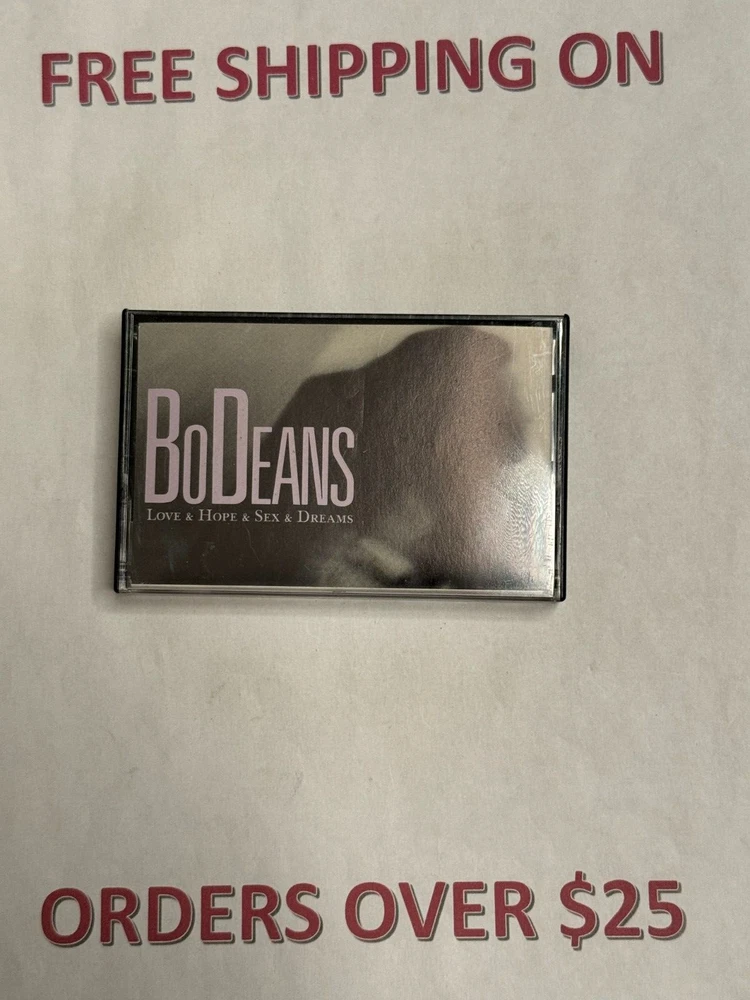 FREE SHIPPING ON
BODEANS
LOVE & HOPE & SEX & DREAMS
ORDERS OVER $25